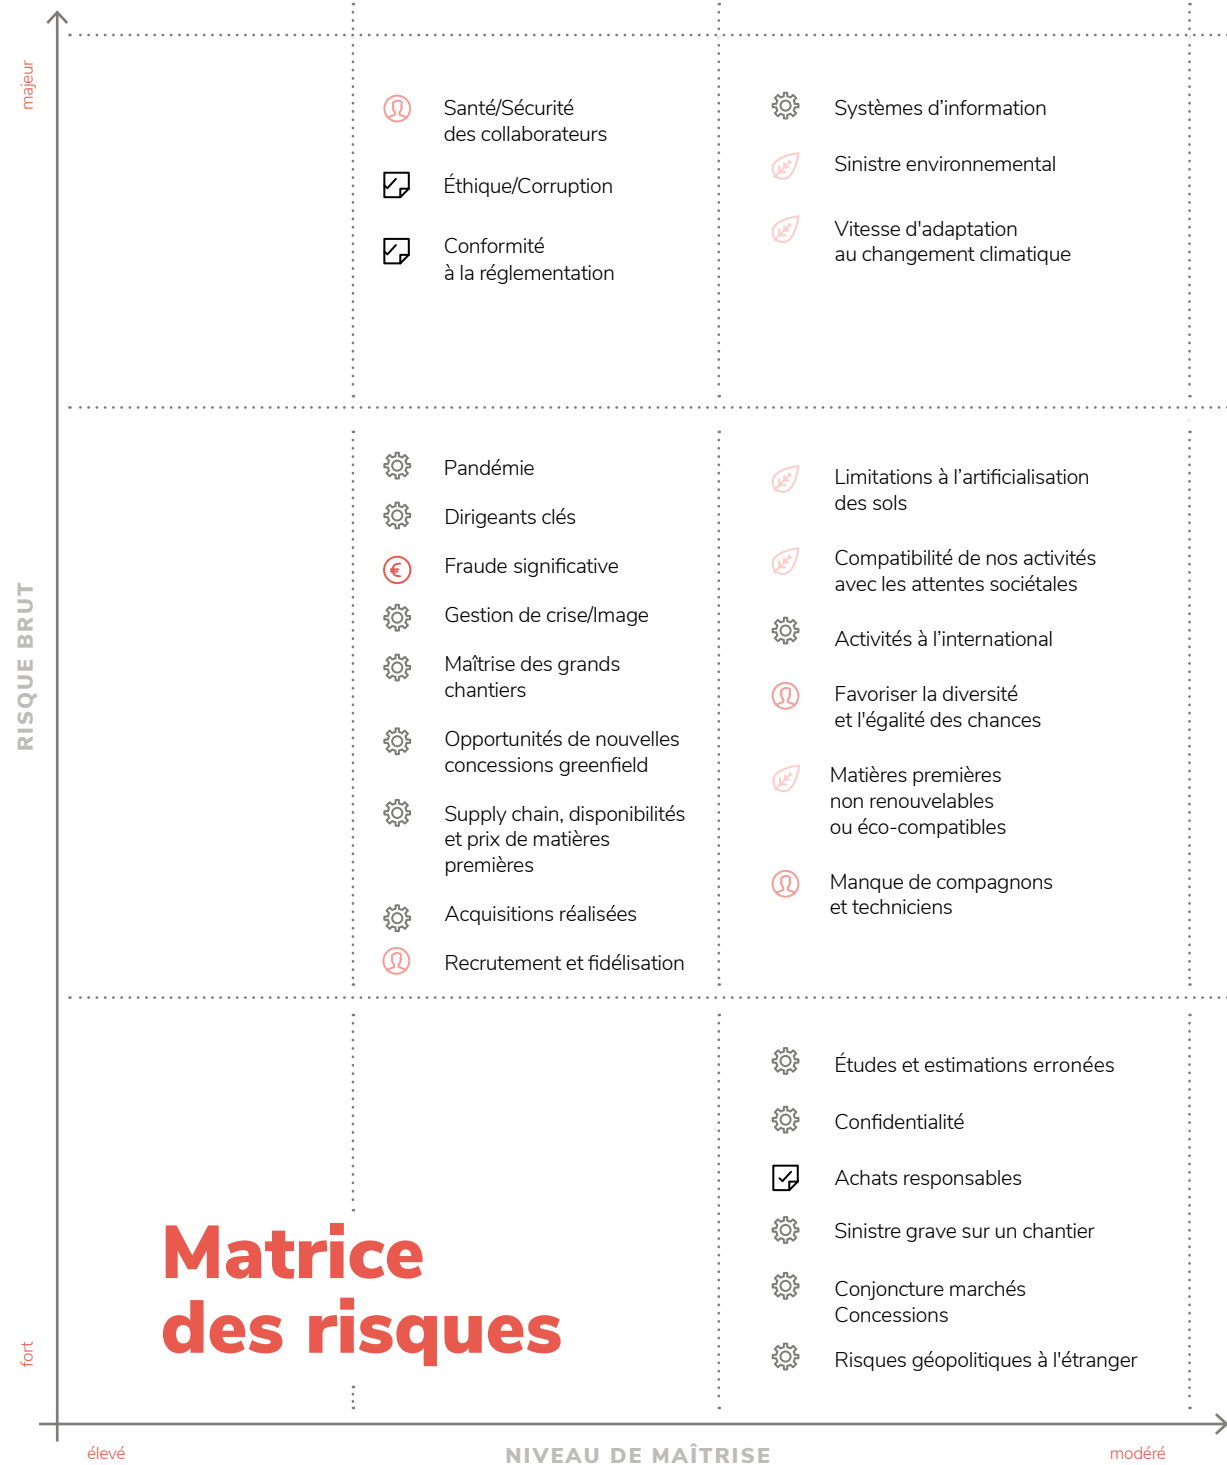 majeur
RISQUE BRUT
fort
Santé/Sécurité
des collaborateurs
Éthique/Corruption
Conformité
à la réglementation
Systèmes d’information
Sinistre environnemental
Vitesse d'adaptation
au changement climatique
Pandémie
Dirigeants clés
Fraude significative
Gestion de crise/Image
Maîtrise des grands
chantiers
Opportunités de nouvelles
concessions greenfield
Supply chain, disponibilités
et prix de matières
premières
Acquisitions réalisées
Recrutement et fidélisation
Limitations à l’artificialisation
des sols
Compatibilité de nos activités
avec les attentes sociétales
Activités à l’international
Favoriser la diversité
et l'égalité des chances
Matières premières
non renouvelables
ou éco-compatibles
Manque de compagnons
et techniciens
Études et estimations erronées
Confidentialité
Achats responsables
Sinistre grave sur un chantier
Conjoncture marchés
Concessions
Risques géopolitiques à l'étranger
Matrice
des risques
élevé
NIVEAU DE MAÎTRISE
modéré